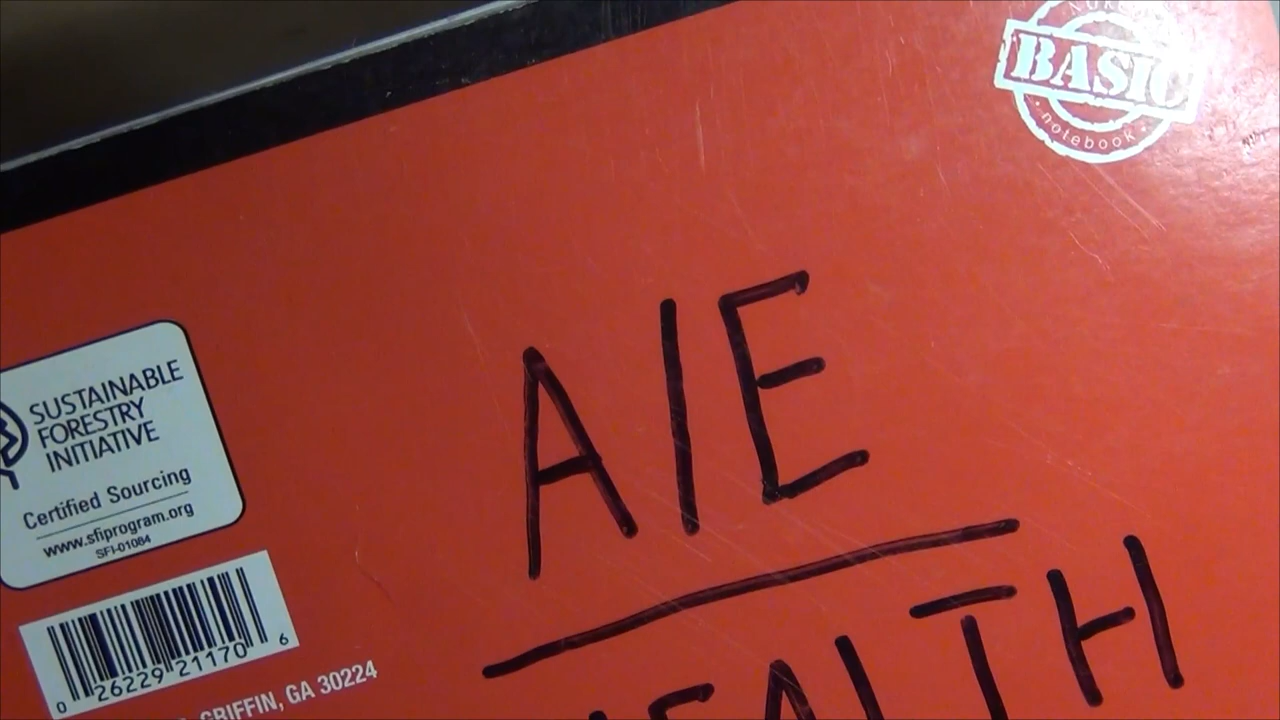 BASIC
notebook
A/E
SUSTAINABLE
FORESTRY
INITIATIVE
Certified Sourcing
www.sfiprogram.org
SFI-01084
0 26229 21170 6
GRIFFIN, GA 30224